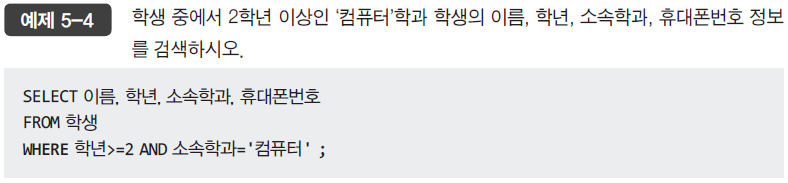 예제 5-4
학생 중에서 2학년 이상인 '컴퓨터'학과 학생의 이름, 학년, 소속학과, 휴대폰번호 정보
를 검색하시오.
SELECT 이름, 학년, 소속학과, 휴대폰번호
FROM 학생
WHERE 학년>=2 AND 소속학과='컴퓨터' ;